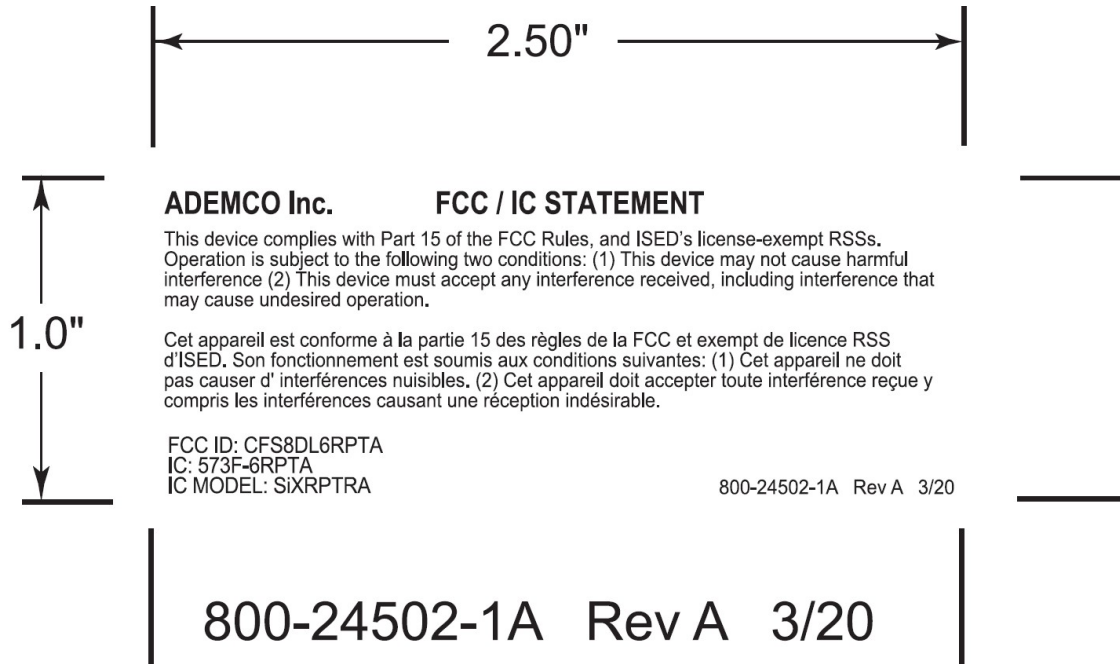 2.50"
1.0"
ADEMCO Inc. FCC / IC STATEMENT
This device complies with Part 15 of the FCC Rules, and ISED's license-exempt RSSs.
Operation is subject to the following two conditions: (1) This device may not cause harmful
interference (2) This device must accept any interference received, including interference that
may cause undesired operation.
Cet appareil est conforme à la partie 15 des règles de la FCC et exempt de licence RSS
d'ISED. Son fonctionnement est soumis aux conditions suivantes: (1) Cet appareil ne doit
pas causer d' interférences nuisibles. (2) Cet appareil doit accepter toute interférence reçue y
compris les interférences causant une réception indésirable.
FCC ID: CFS8DL6RPTA
IC: 573F-6RPTA
IC MODEL: SiXRPTRA
800-24502-1A Rev A 3/20
800-24502-1A Rev A 3/20